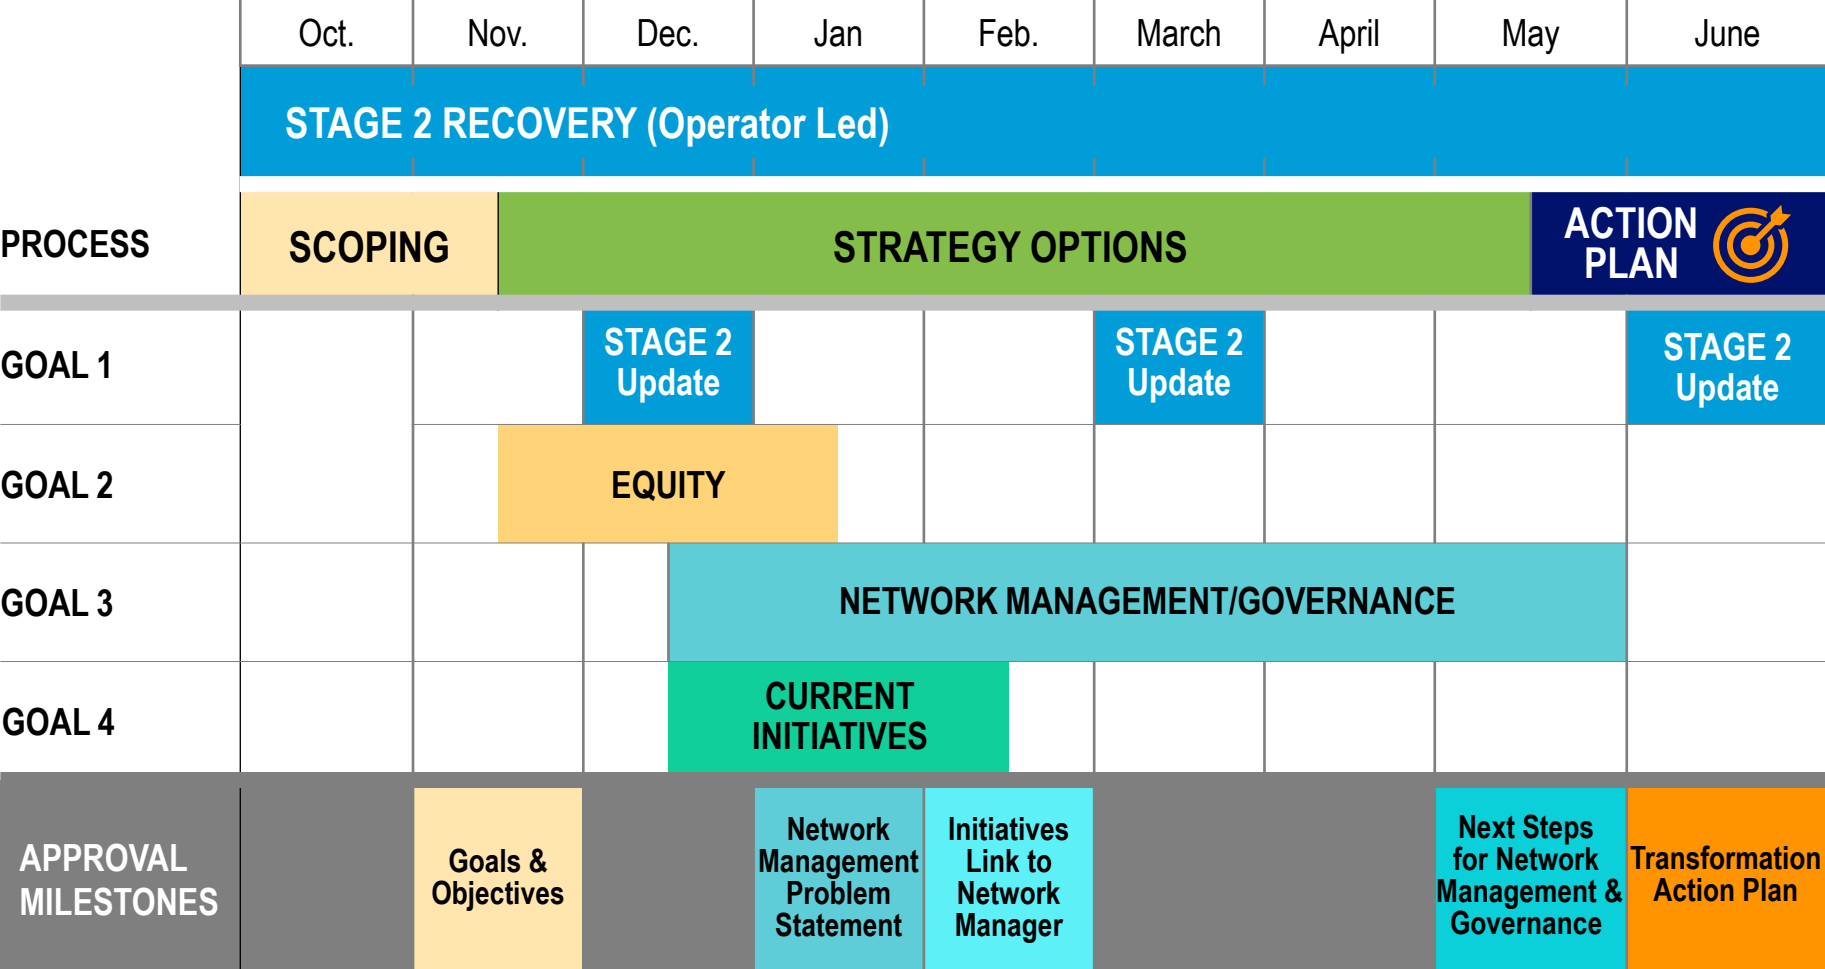 Oct. Nov. Dec. Jan Feb. March April May June
STAGE 2 RECOVERY (Operator Led)
PROCESS
SCOPING
STRATEGY OPTIONS
ACTION
PLAN
GOAL 1
STAGE 2
Update
STAGE 2
Update
STAGE 2
Update
GOAL 2
EQUITY
GOAL 3
NETWORK MANAGEMENT/GOVERNANCE
GOAL 4
CURRENT
INITIATIVES
APPROVAL
MILESTONES
Goals &
Objectives
Network
Management
Problem
Statement
Initiatives
Link to
Network
Manager
Next Steps
for Network
Management &
Governance
Transformation
Action Plan